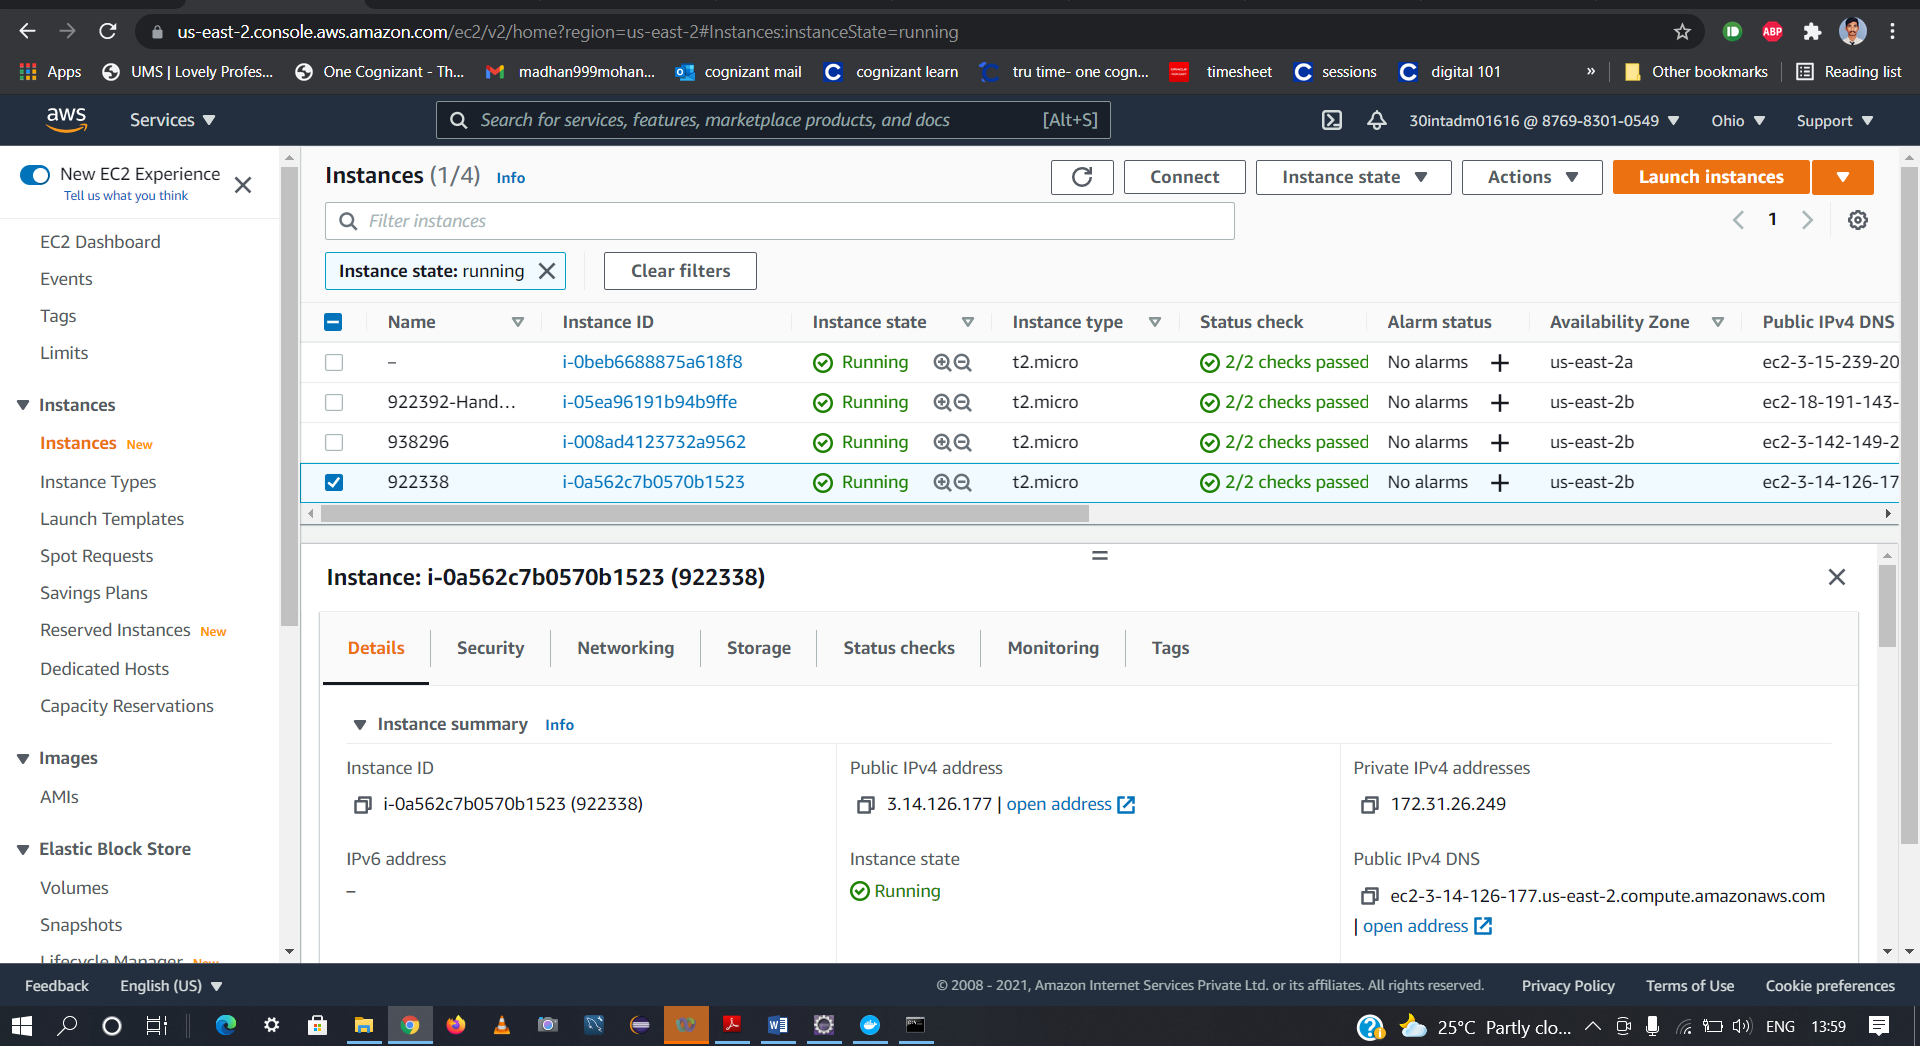 us-east-2.console.aws.amazon.com/ec2/v2/home?region=us-east-2#Instances:instanceState=running
ABP
Apps
UMS | Lovely Profes...
One Cognizant - Th...
madhan999mohan...
cognizant mail
cognizant learn
tru time- one cogn...
timesheet
sessions
digital 101
»
Other bookmarks
Reading list
aws
Services
Search for services, features, marketplace products, and docs
[Alt+S]
30intadm01616 @ 8769-8301-0549
Ohio
Support
New EC2 Experience
Tell us what you think
EC2 Dashboard
Events
Tags
Limits
Instances
Instances New
Instance Types
Launch Templates
Spot Requests
Savings Plans
Reserved Instances New
Dedicated Hosts
Capacity Reservations
Images
AMIs
Elastic Block Store
Volumes
Snapshots
Lifecycle Manager New
Instances (1/4) Info
Connect
Instance state
Actions
Launch instances
Filter instances
1
Instance state: running
Clear filters
Name Instance ID Instance state Instance type Status check Alarm status Availability Zone Public IPv4 DNS
– i-0beb6688875a618f8 Running t2.micro 2/2 checks passed No alarms + us-east-2a ec2-3-15-239-20
922392-Hand... i-05ea96191b94b9ffe Running t2.micro 2/2 checks passed No alarms + us-east-2b ec2-18-191-143-
938296 i-008ad4123732a9562 Running t2.micro 2/2 checks passed No alarms + us-east-2b ec2-3-142-149-2
922338 i-0a562c7b0570b1523 Running t2.micro 2/2 checks passed No alarms + us-east-2b ec2-3-14-126-17
Instance: i-0a562c7b0570b1523 (922338)
Details
Security
Networking
Storage
Status checks
Monitoring
Tags
Instance summary Info
Instance ID
i-0a562c7b0570b1523 (922338)
Public IPv4 address
3.14.126.177 | open address
Private IPv4 addresses
172.31.26.249
IPv6 address
–
Instance state
Running
Public IPv4 DNS
ec2-3-14-126-177.us-east-2.compute.amazonaws.com
| open address
Feedback
English (US)
© 2008 - 2021, Amazon Internet Services Private Ltd. or its affiliates. All rights reserved.
Privacy Policy
Terms of Use
Cookie preferences
25°C Partly clo...
ENG
13:59